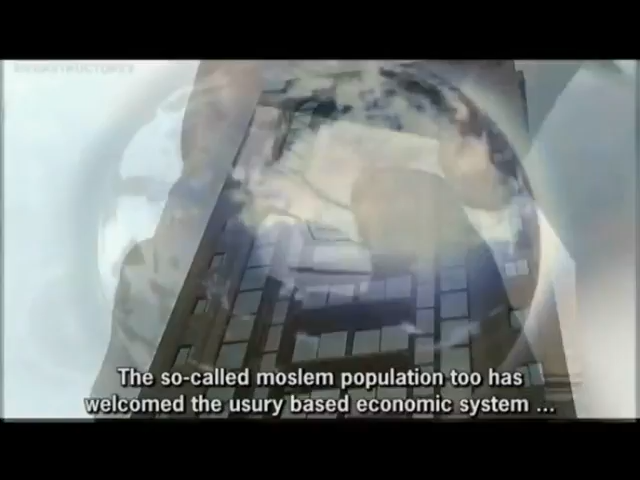 The so-called moslem population too has
welcomed the usury based economic system ...